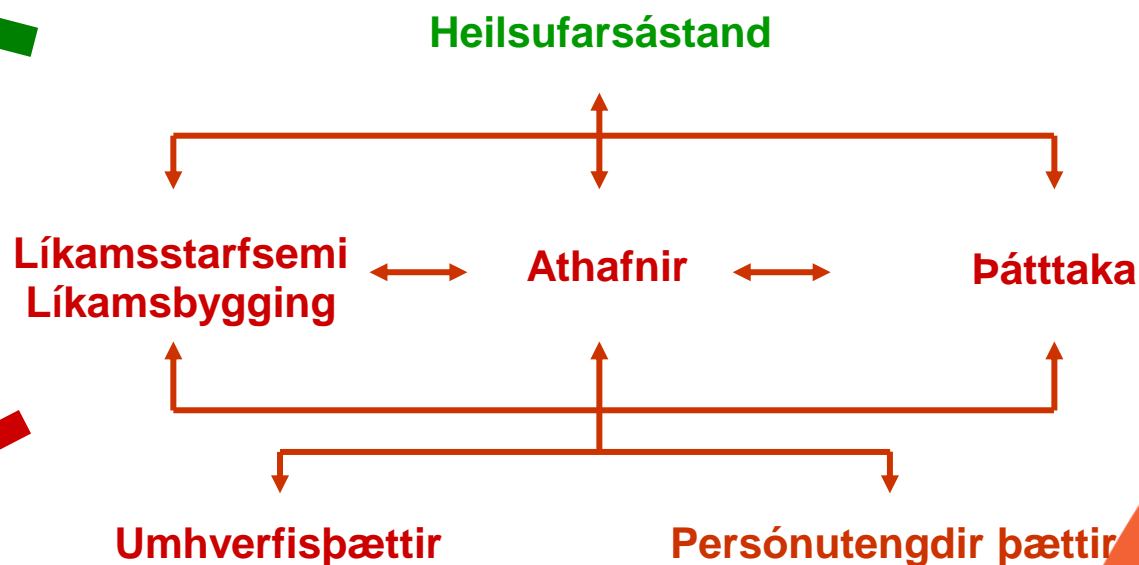 Heilsufarsástand
Líkamsstarfsemi
Líkamsbygging
Athafnir
Þátttaka
Umhverfisþættir
Persónutengdir þættir